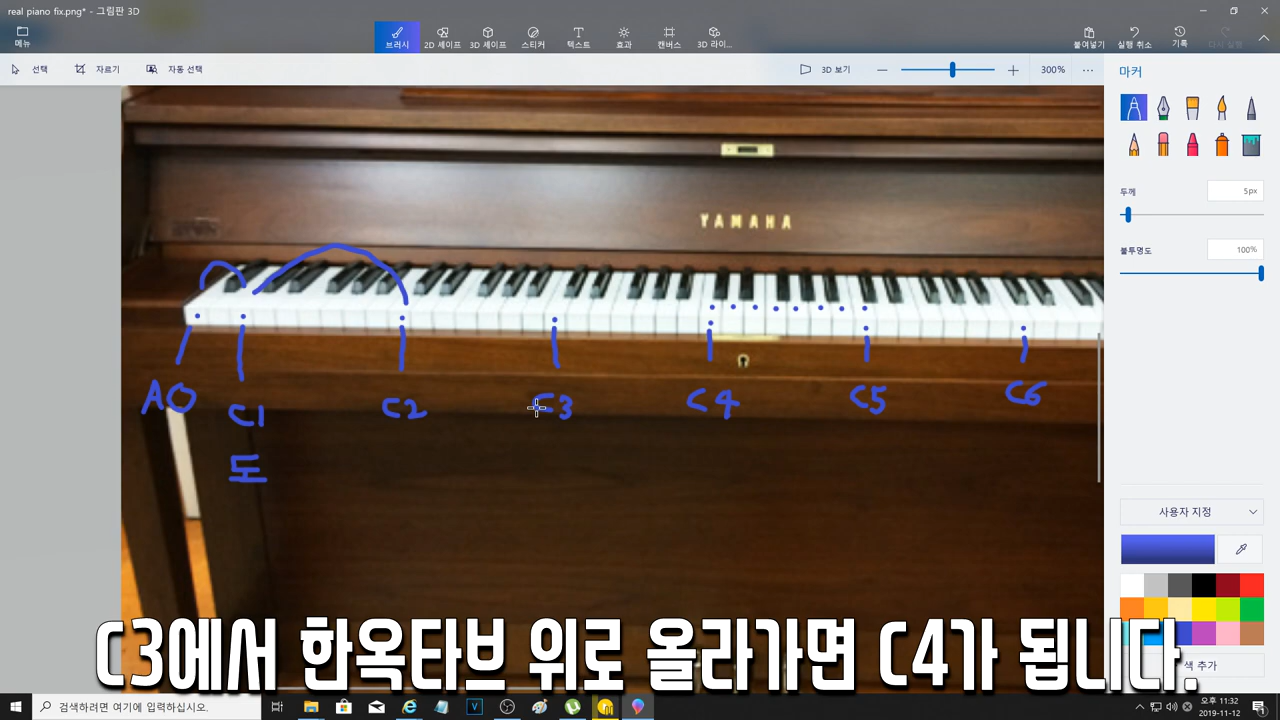 real piano fix.png* - 그림판 3D
메뉴
브러시
2D 셰이프
3D 셰이프
스티커
텍스트
효과
캔버스
3D 라이...
붙여넣기
실행 취소
기록
다시 실행
선택
자르기
자동 선택
3D 보기
300%
마커
두께
5px
불투명도
100%
YAMAHA
A0
C1
C2
C3
C4
C5
C6
도
사용자 지정
색 추가
C3에서 한옥타브 위로 올라가면 C4가 됩니다.
검색하려면 여기에 입력하십시오.
오후 11:32
2019-11-12